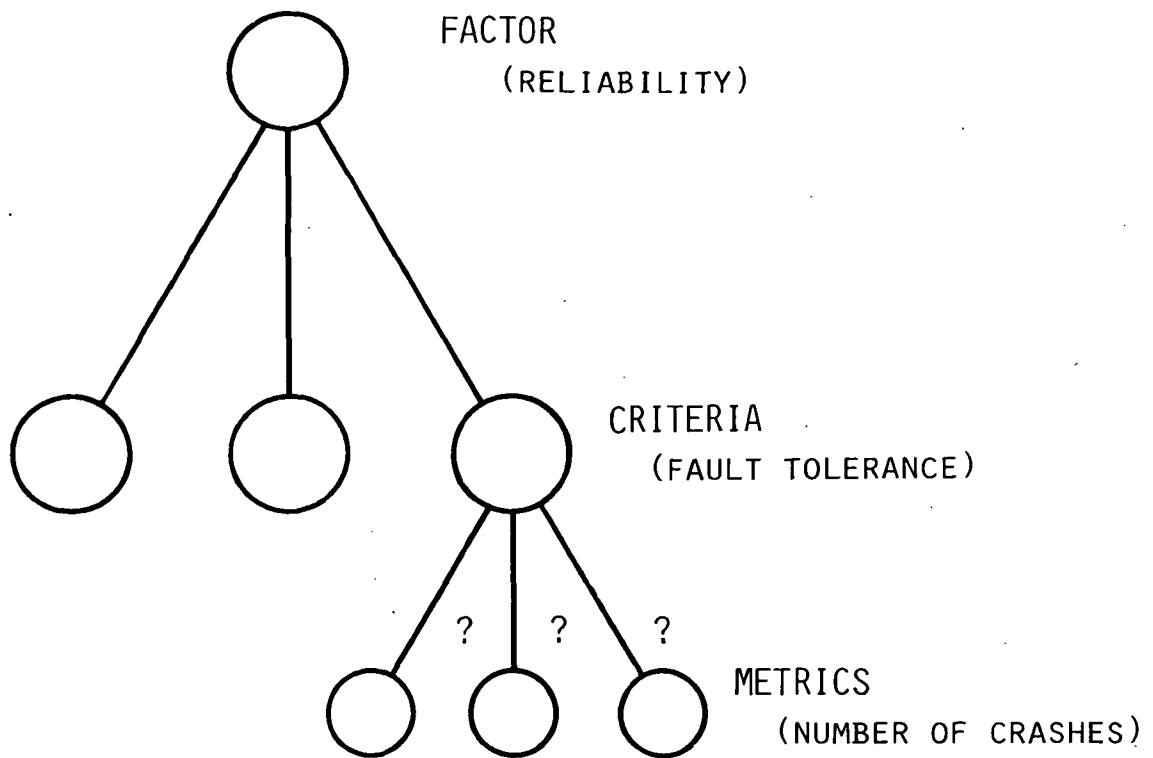 FACTOR
(RELIABILITY)
CRITERIA
(FAULT TOLERANCE)
? ? ?
METRICS
(NUMBER OF CRASHES)